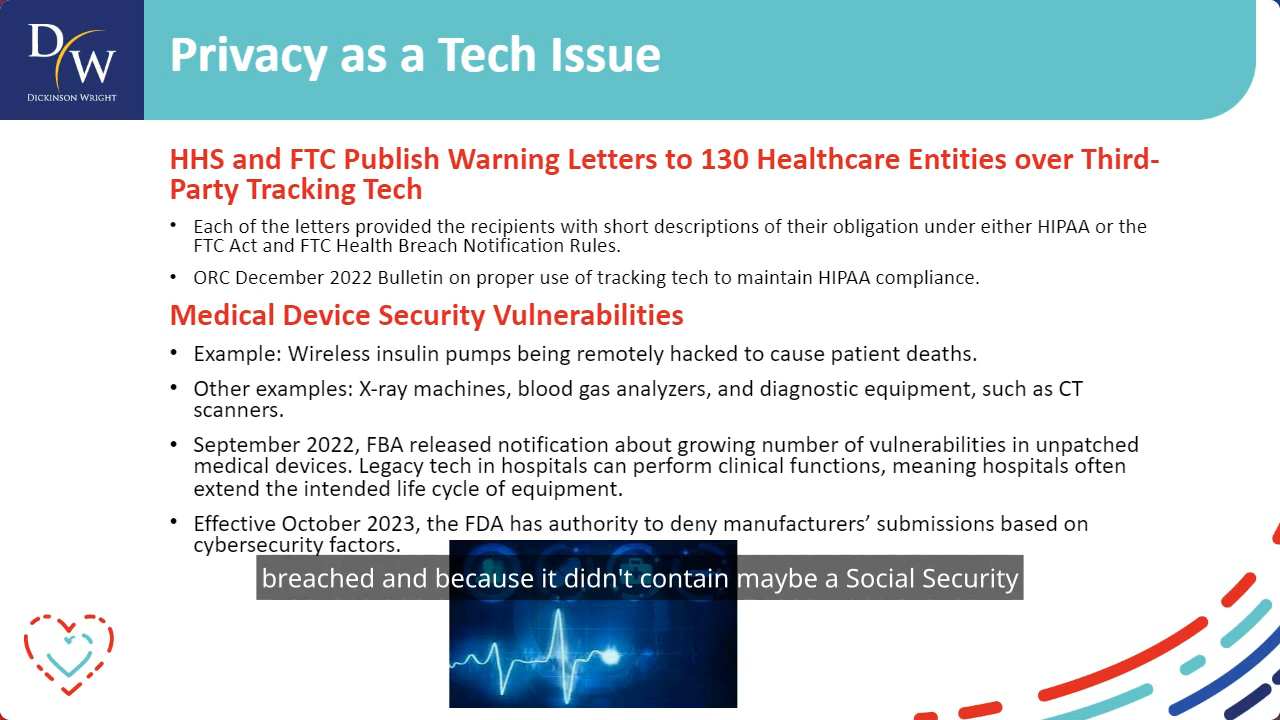 DW
DICKINSON WRIGHT
Privacy as a Tech Issue
HHS and FTC Publish Warning Letters to 130 Healthcare Entities over Third-
Party Tracking Tech
• Each of the letters provided the recipients with short descriptions of their obligation under either HIPAA or the
FTC Act and FTC Health Breach Notification Rules.
• ORC December 2022 Bulletin on proper use of tracking tech to maintain HIPAA compliance.
Medical Device Security Vulnerabilities
• Example: Wireless insulin pumps being remotely hacked to cause patient deaths.
• Other examples: X-ray machines, blood gas analyzers, and diagnostic equipment, such as CT
scanners.
• September 2022, FBA released notification about growing number of vulnerabilities in unpatched
medical devices. Legacy tech in hospitals can perform clinical functions, meaning hospitals often
extend the intended life cycle of equipment.
• Effective October 2023, the FDA has authority to deny manufacturers’ submissions based on
cybersecurity factors.
breached and because it didn't contain maybe a Social Security